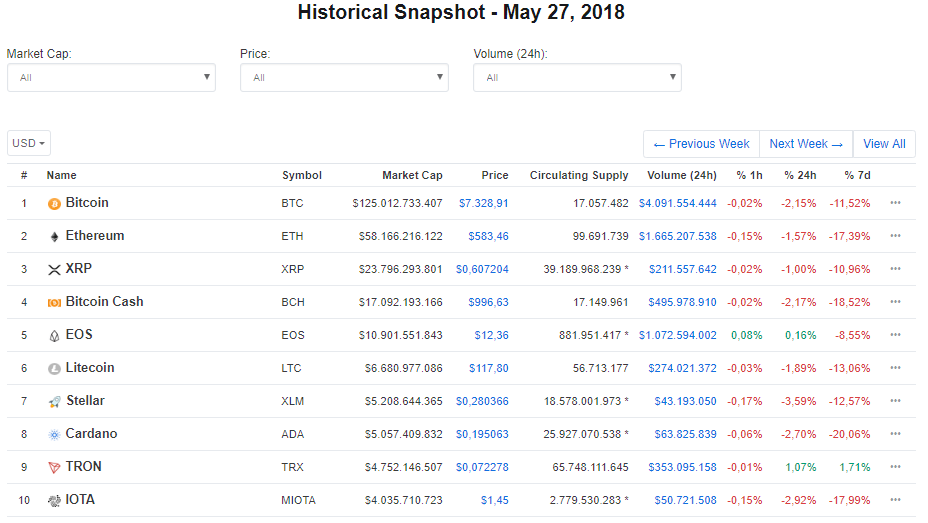 Historical Snapshot - May 27, 2018
Market Cap: Price: Volume (24h):
All All All
USD ← Previous Week Next Week → View All
# Name Symbol Market Cap Price Circulating Supply Volume (24h) % 1h % 24h % 7d
1 Bitcoin BTC $125.012.733.407 $7.328,91 17.057.482 $4.091.554.444 -0,02% -2,15% -11,52%
2 Ethereum ETH $58.166.216.122 $583,46 99.691.739 $1.665.207.538 -0,15% -1,57% -17,39%
3 XRP XRP $23.796.293.801 $0,607204 39.189.968.239 * $211.557.642 -0,02% -1,00% -10,96%
4 Bitcoin Cash BCH $17.092.193.166 $996,63 17.149.961 $495.978.910 -0,02% -2,17% -18,52%
5 EOS EOS $10.901.551.843 $12,36 881.951.417 * $1.072.594.002 0,08% 0,16% -8,55%
6 Litecoin LTC $6.680.977.086 $117,80 56.713.177 $274.021.372 -0,03% -1,89% -13,06%
7 Stellar XLM $5.208.644.365 $0,280366 18.578.001.973 * $43.193.050 -0,17% -3,59% -12,57%
8 Cardano ADA $5.057.409.832 $0,195063 25.927.070.538 * $63.825.839 -0,06% -2,70% -20,06%
9 TRON TRX $4.752.146.507 $0,072278 65.748.111.645 $353.095.158 -0,01% 1,07% 1,71%
10 IOTA MIOTA $4.035.710.723 $1,45 2.779.530.283 * $50.721.508 -0,15% -2,92% -17,99%